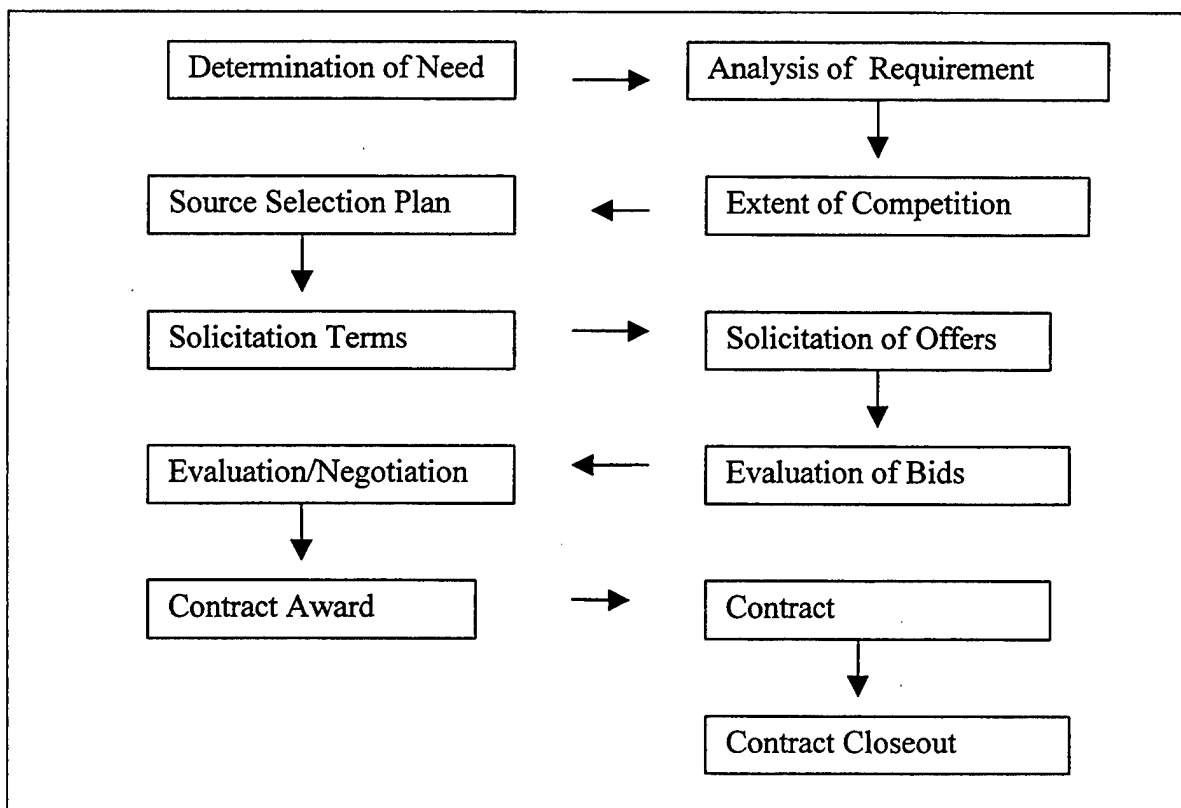 Determination of Need
Analysis of Requirement
Source Selection Plan
Extent of Competition
Solicitation Terms
Solicitation of Offers
Evaluation/Negotiation
Evaluation of Bids
Contract Award
Contract
Contract Closeout